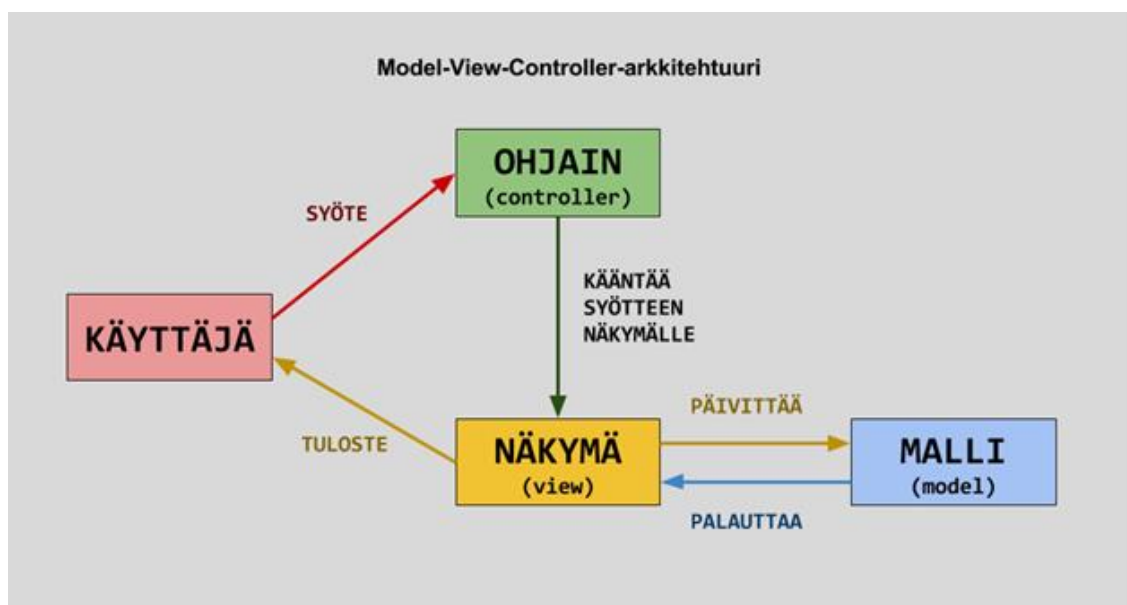 Model-View-Controller-arkkitehtuuri
OHJAIN
(controller)
SYÖTE
KÄÄNTÄÄ
SYÖTTEEN
NÄKYMÄLLE
KÄYTTÄJÄ
PÄIVITTÄÄ
TULOSTE
NÄKYMÄ
(view)
MALLI
(model)
PALAUTTAA